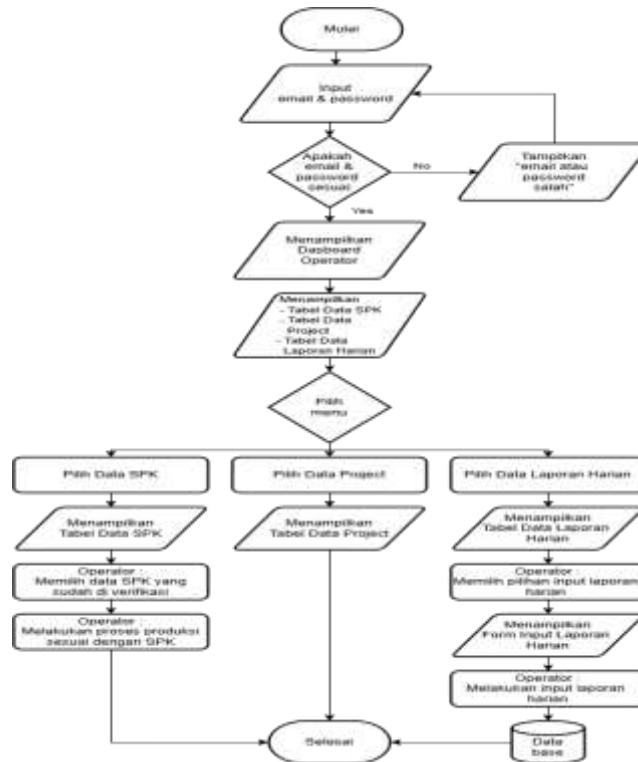 Mulai
Input
email & password
Apakah
email &
password
sesuai
No
Tampilkan
"email atau
password
salah"
Yes
Menampilkan
Dasboard
Operator
Menampilkan
- Tabel Data SPK
- Tabel Data
Project
- Tabel Data
Laporan Harian
Pilih
menu
Pilih Data SPK
Pilih Data Project
Pilih Data Laporan Harian
Menampilkan
Tabel Data SPK
Menampilkan
Tabel Data Project
Menampilkan
Tabel Data Laporan
Harian
Operator :
Memilih data SPK yang
sudah di verifikasi
Operator :
Memilih pilihan input laporan
harian
Operator :
Melakukan proses produksi
sesuai dengan SPK
Menampilkan
Form Input Laporan
Harian
Operator :
Melakukan input laporan
harian
Selesai
Data
base